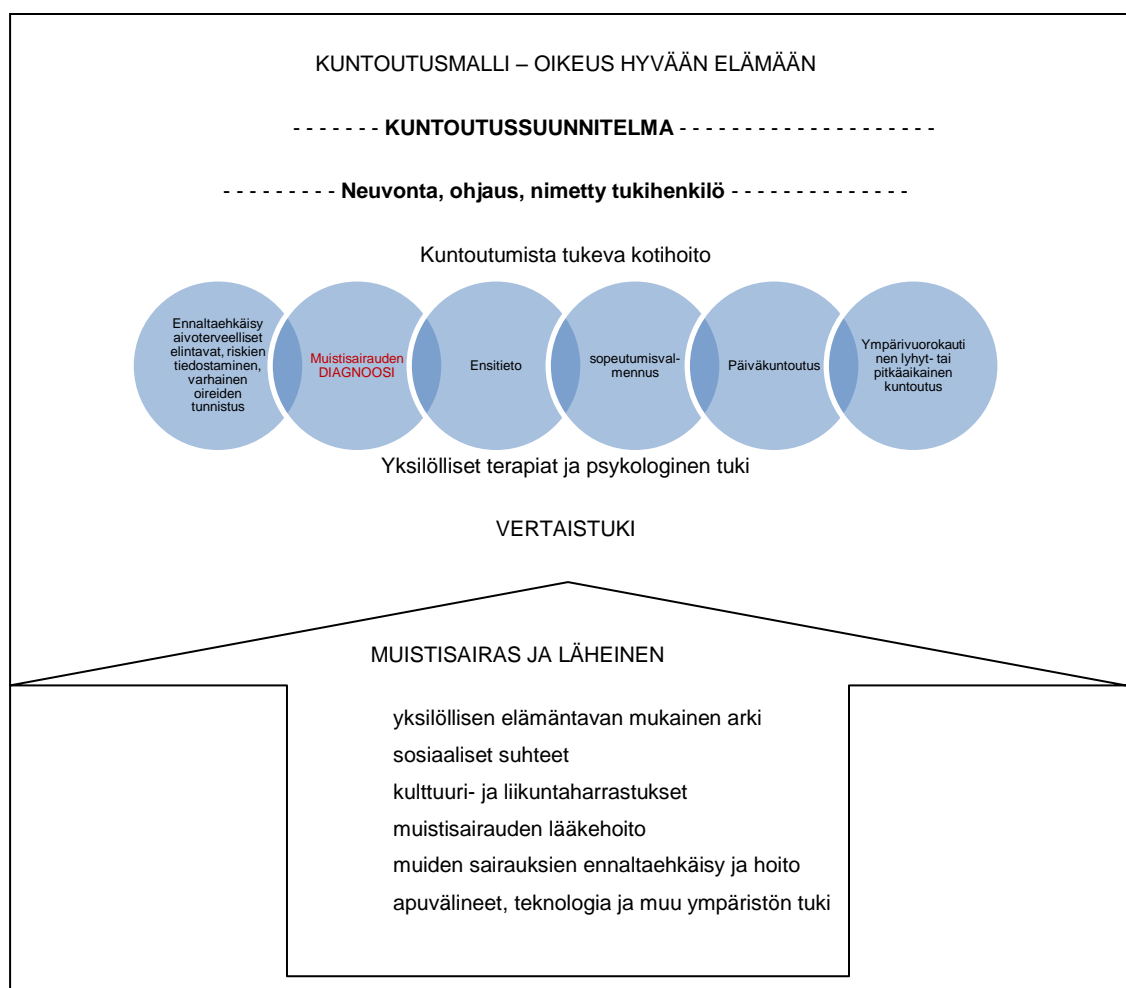 KUNTOUTUSMALLI – OIKEUS HYVÄÄN ELÄMÄÄN
- - - - - - - KUNTOUTUSSUUNNITELMA - - - - - - - - - - - - - - - - - - - -
- - - - - - - - - Neuvonta, ohjaus, nimetty tukihenkilö - - - - - - - - - - - - - -
Kuntoutumista tukeva kotihoito
Ennaltaehkäisy
aivoterveelliset
elintavat, riskien
tiedostaminen,
varhainen
oireiden
tunnistus
Muistisairauden
DIAGNOOSI
Ensitieto
sopeutumisval-
mennus
Päiväkuntoutus
Ympärivuorokauti
nen lyhyt- tai
pitkäaikainen
kuntoutus
Yksilölliset terapiat ja psykologinen tuki
VERTAISTUKI
MUISTISAIRAS JA LÄHEINEN
yksilöllisen elämäntavan mukainen arki
sosiaaliset suhteet
kulttuuri- ja liikuntaharrastukset
muistisairauden lääkehoito
muiden sairauksien ennaltaehkäisy ja hoito
apuvälineet, teknologia ja muu ympäristön tuki